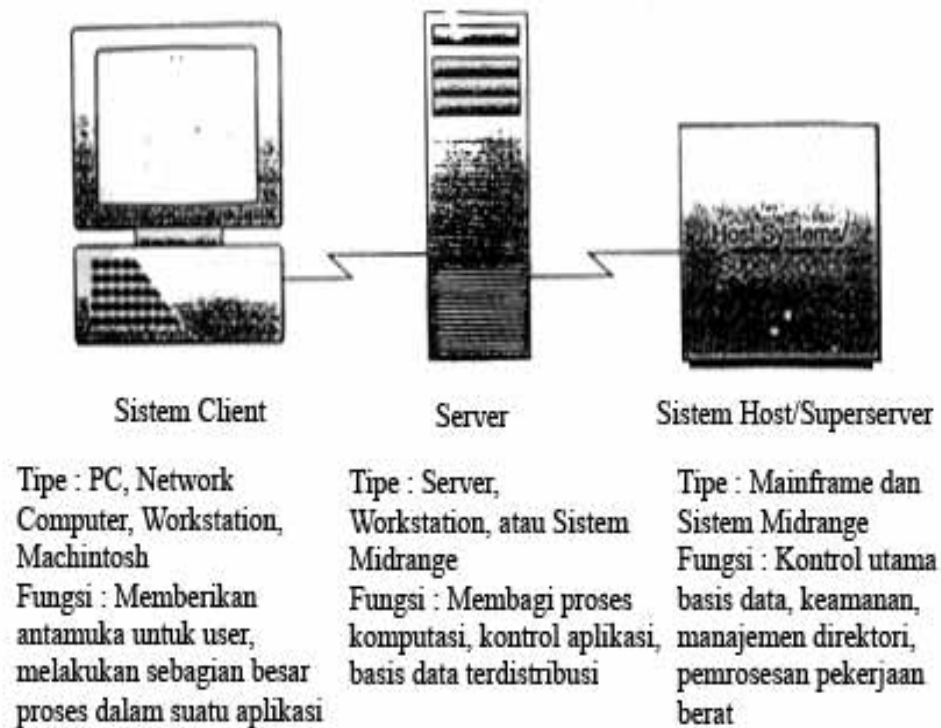 Host Systems/
Superservers
Sistem Client
Server
Sistem Host/Superserver
Tipe : PC, Network
Computer, Workstation,
Machintosh
Fungsi : Memberikan
antamuka untuk user,
melakukan sebagian besar
proses dalam suatu aplikasi
Tipe : Server,
Workstation, atau Sistem
Midrange
Fungsi : Membagi proses
komputasi, kontrol aplikasi,
basis data terdistribusi
Tipe : Mainframe dan
Sistem Midrange
Fungsi : Kontrol utama
basis data, keamanan,
manajemen direktori,
pemrosesan pekerjaan
berat